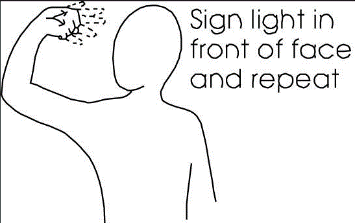 Sign light in
front of face
and repeat